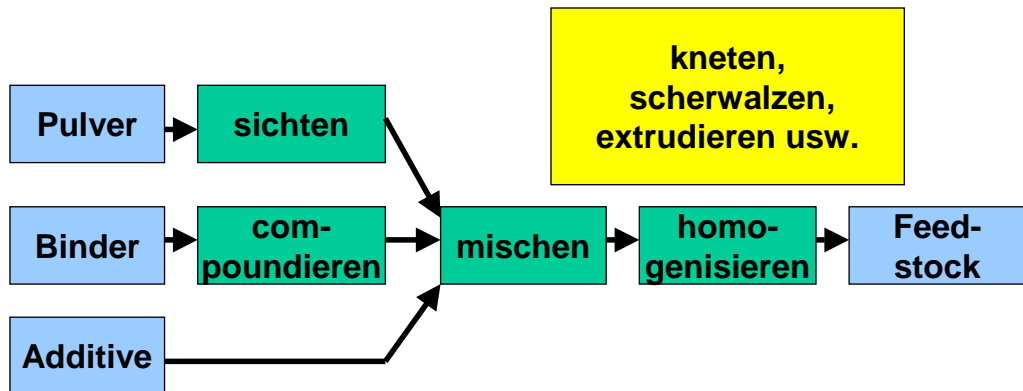 kneten,
scherwalzen,
extrudieren usw.
Pulver
sichten
Binder
com-
poundieren
mischen
homo-
genisieren
Feed-
stock
Additive